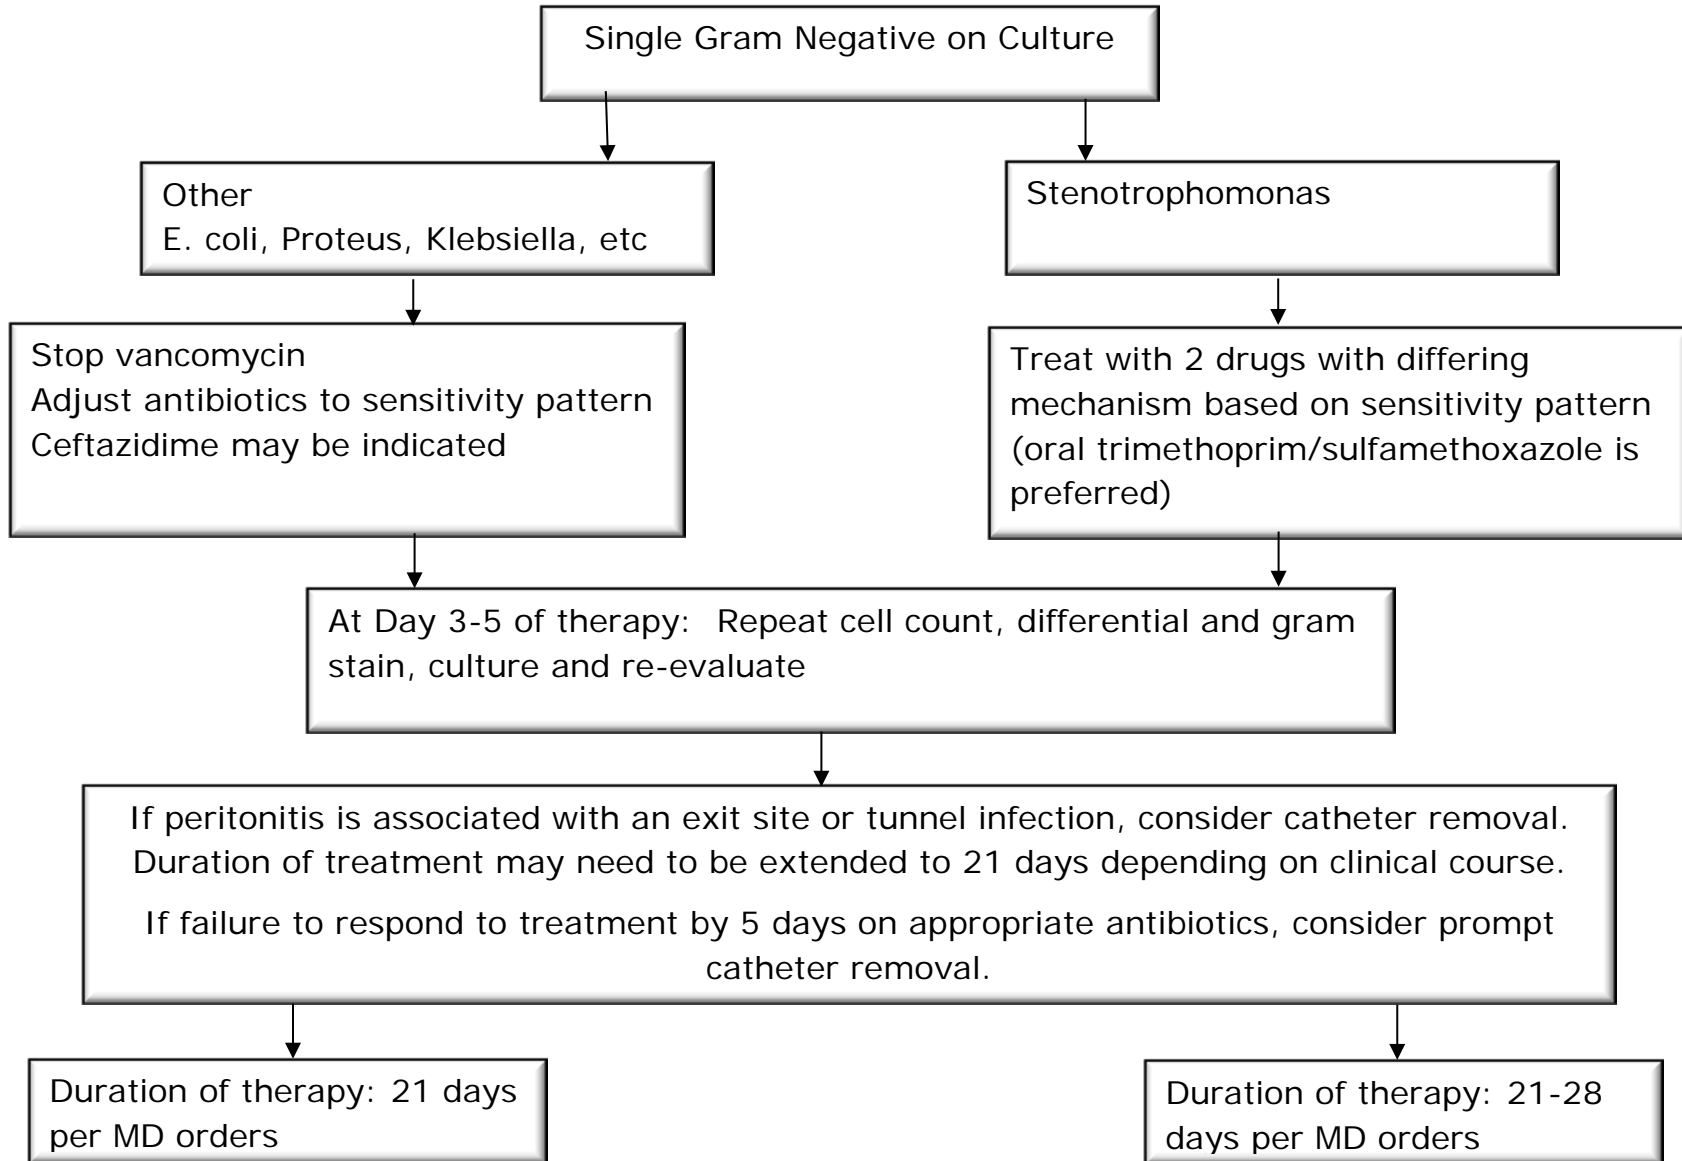 Single Gram Negative on Culture
Other
E. coli, Proteus, Klebsiella, etc
Stenotrophomonas
Stop vancomycin
Adjust antibiotics to sensitivity pattern
Ceftazidime may be indicated
Treat with 2 drugs with differing
mechanism based on sensitivity pattern
(oral trimethoprim/sulfamethoxazole is
preferred)
At Day 3-5 of therapy:  Repeat cell count, differential and gram
stain, culture and re-evaluate
If peritonitis is associated with an exit site or tunnel infection, consider catheter removal.
Duration of treatment may need to be extended to 21 days depending on clinical course.
If failure to respond to treatment by 5 days on appropriate antibiotics, consider prompt
catheter removal.
Duration of therapy: 21 days
per MD orders
Duration of therapy: 21-28
days per MD orders